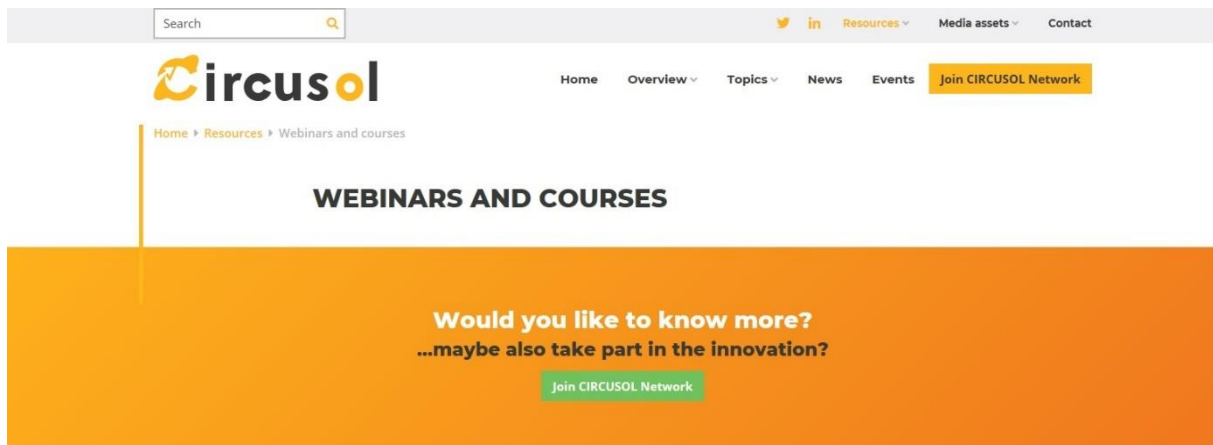 Search
in Resources Media assets Contact
Circusol
Home Overview Topics News Events Join CIRCUSOL Network
Home Resources Webinars and courses
WEBINARS AND COURSES
Would you like to know more?
...maybe also take part in the innovation?
Join CIRCUSOL Network